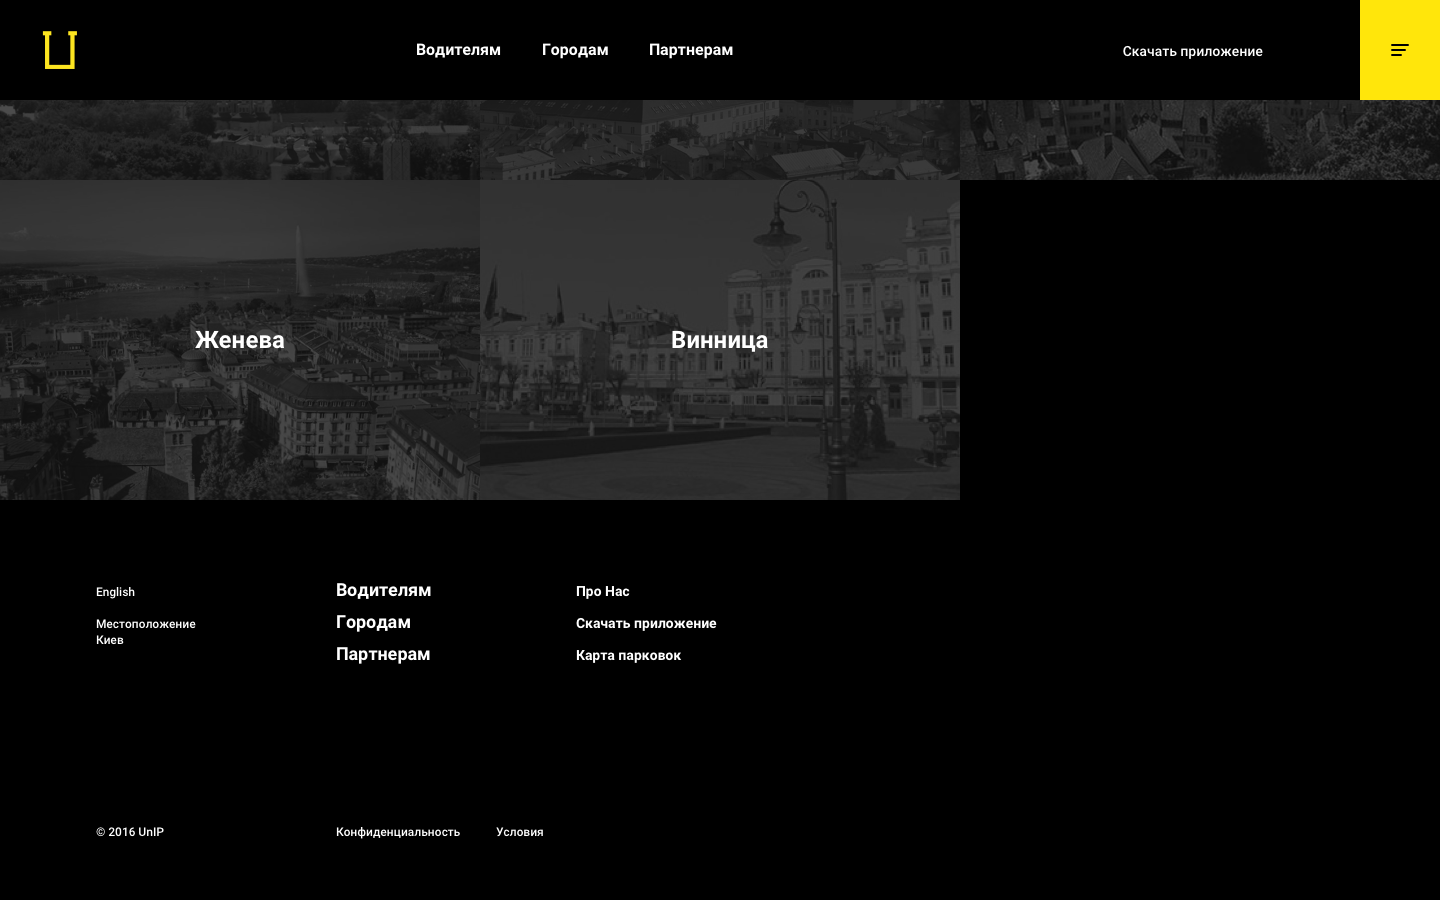 Водителям
Городам
Партнерам
Скачать приложение
Женева
Винница
English
Местоположение
Киев
Водителям
Городам
Партнерам
Про Нас
Скачать приложение
Карта парковок
© 2016 UnIP
Конфиденциальность
Условия